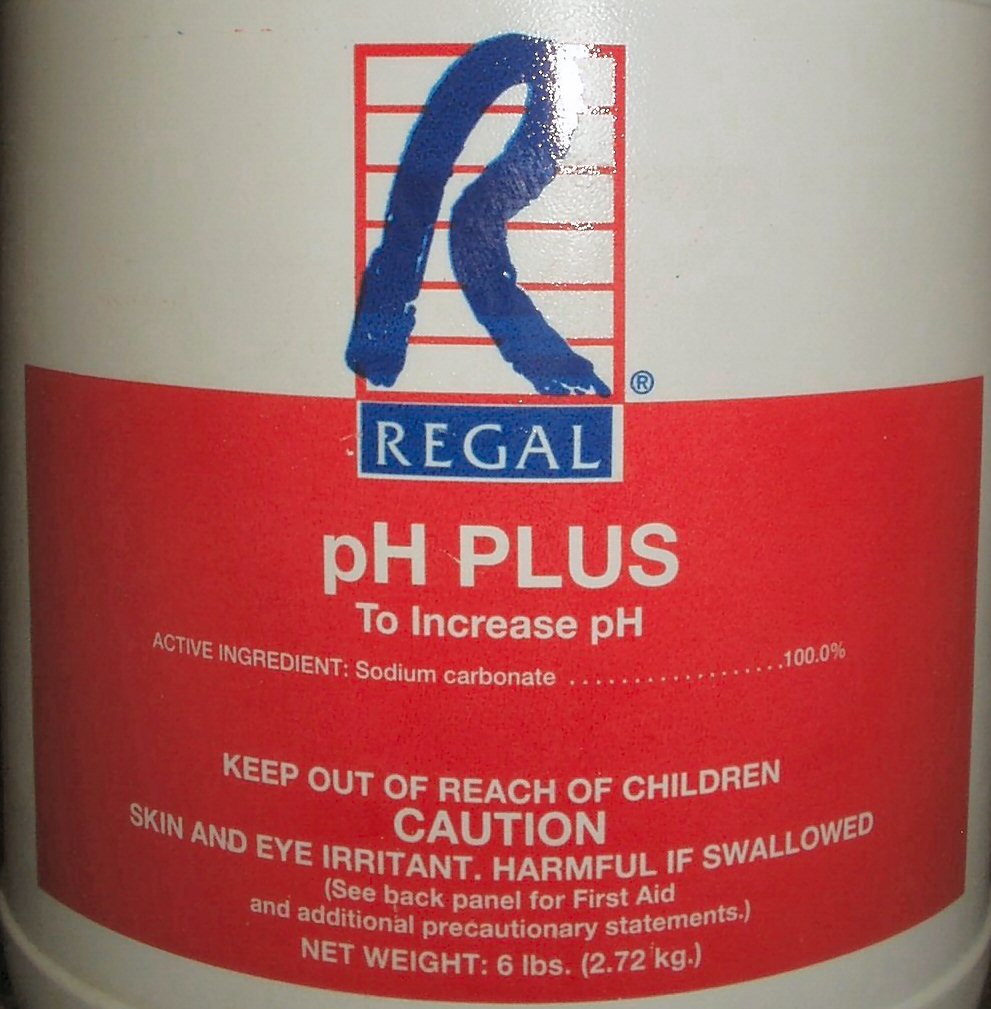 R
®
REGAL
pH PLUS
To Increase pH
ACTIVE INGREDIENT: Sodium carbonate ....................100.0%
KEEP OUT OF REACH OF CHILDREN
CAUTION
SKIN AND EYE IRRITANT. HARMFUL IF SWALLOWED
(See back panel for First Aid
and additional precautionary statements.)
NET WEIGHT: 6 lbs. (2.72 kg.)